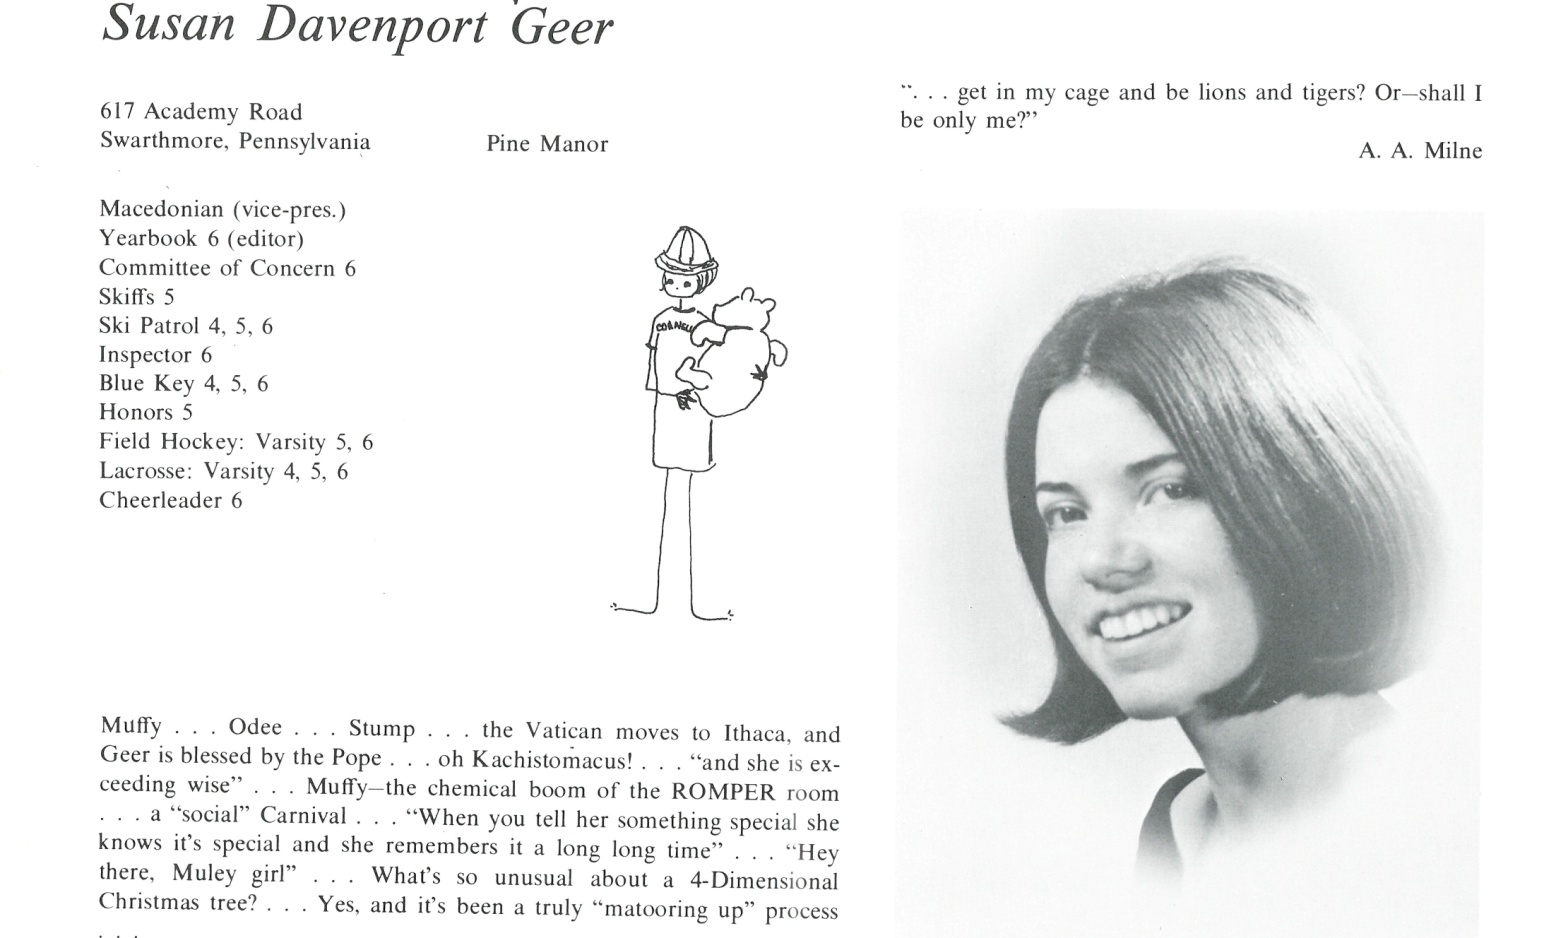 Susan Davenport Geer
617 Academy Road
Swarthmore, Pennsylvania
Pine Manor
Macedonian (vice-pres.)
Yearbook 6 (editor)
Committee of Concern 6
Skiffs 5
Ski Patrol 4, 5, 6
Inspector 6
Blue Key 4, 5, 6
Honors 5
Field Hockey: Varsity 5, 6
Lacrosse: Varsity 4, 5, 6
Cheerleader 6
CORNELL
Muffy . . . Odee . . . Stump . . . the Vatican moves to Ithaca, and
Geer is blessed by the Pope . . . oh Kachistomacus! . . . “and she is ex-
ceeding wise” . . . Muffy—the chemical boom of the ROMPER room
. . . a “social” Carnival . . . “When you tell her something special she
knows it’s special and she remembers it a long long time” . . . “Hey
there, Muley girl” . . . What’s so unusual about a 4-Dimensional
Christmas tree? . . . Yes, and it’s been a truly “matooring up” process
“. . . get in my cage and be lions and tigers? Or—shall I
be only me?”
A. A. Milne